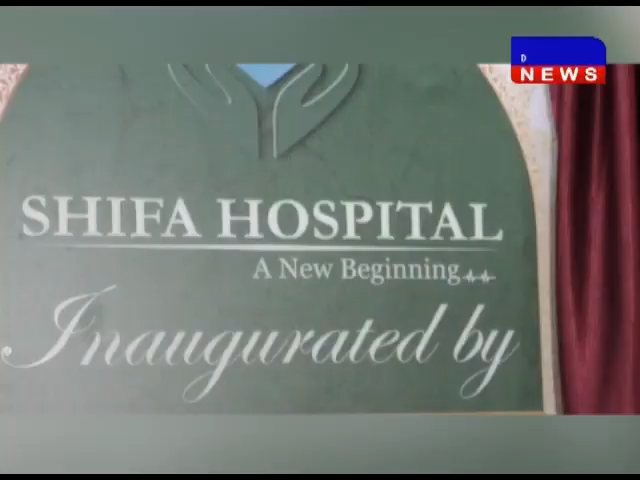 D
NEWS
SHIFA HOSPITAL
A New Beginning
Inaugurated by